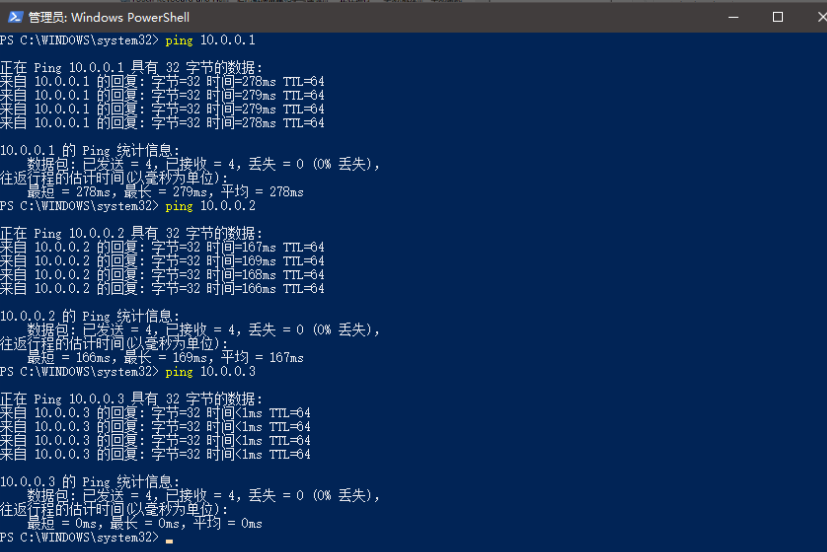 管理员: Windows PowerShell
PS C:\WINDOWS\system32> ping 10.0.0.1
正在 Ping 10.0.0.1 具有 32 字节的数据:
来自 10.0.0.1 的回复: 字节=32 时间=278ms TTL=64
来自 10.0.0.1 的回复: 字节=32 时间=279ms TTL=64
来自 10.0.0.1 的回复: 字节=32 时间=279ms TTL=64
来自 10.0.0.1 的回复: 字节=32 时间=278ms TTL=64
10.0.0.1 的 Ping 统计信息:
数据包: 已发送 = 4，已接收 = 4，丢失 = 0 (0% 丢失)，
往返行程的估计时间(以毫秒为单位):
最短 = 278ms，最长 = 279ms，平均 = 278ms
PS C:\WINDOWS\system32> ping 10.0.0.2
正在 Ping 10.0.0.2 具有 32 字节的数据:
来自 10.0.0.2 的回复: 字节=32 时间=167ms TTL=64
来自 10.0.0.2 的回复: 字节=32 时间=169ms TTL=64
来自 10.0.0.2 的回复: 字节=32 时间=168ms TTL=64
来自 10.0.0.2 的回复: 字节=32 时间=166ms TTL=64
10.0.0.2 的 Ping 统计信息:
数据包: 已发送 = 4，已接收 = 4，丢失 = 0 (0% 丢失)，
往返行程的估计时间(以毫秒为单位):
最短 = 166ms，最长 = 169ms，平均 = 167ms
PS C:\WINDOWS\system32> ping 10.0.0.3
正在 Ping 10.0.0.3 具有 32 字节的数据:
来自 10.0.0.3 的回复: 字节=32 时间<1ms TTL=64
来自 10.0.0.3 的回复: 字节=32 时间<1ms TTL=64
来自 10.0.0.3 的回复: 字节=32 时间<1ms TTL=64
来自 10.0.0.3 的回复: 字节=32 时间<1ms TTL=64
10.0.0.3 的 Ping 统计信息:
数据包: 已发送 = 4，已接收 = 4，丢失 = 0 (0% 丢失)，
往返行程的估计时间(以毫秒为单位):
最短 = 0ms，最长 = 0ms，平均 = 0ms
PS C:\WINDOWS\system32>